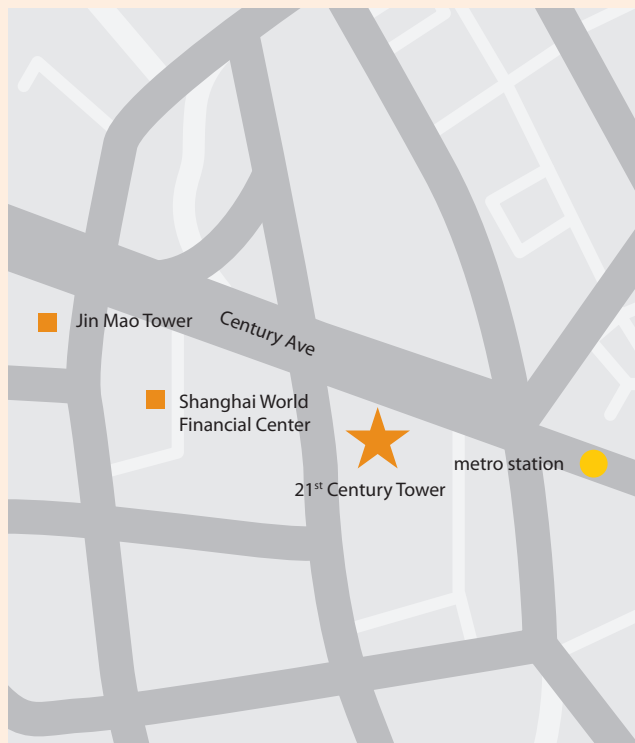 Century Ave
Jin Mao Tower
Shanghai World
Financial Center
metro station
21st Century Tower